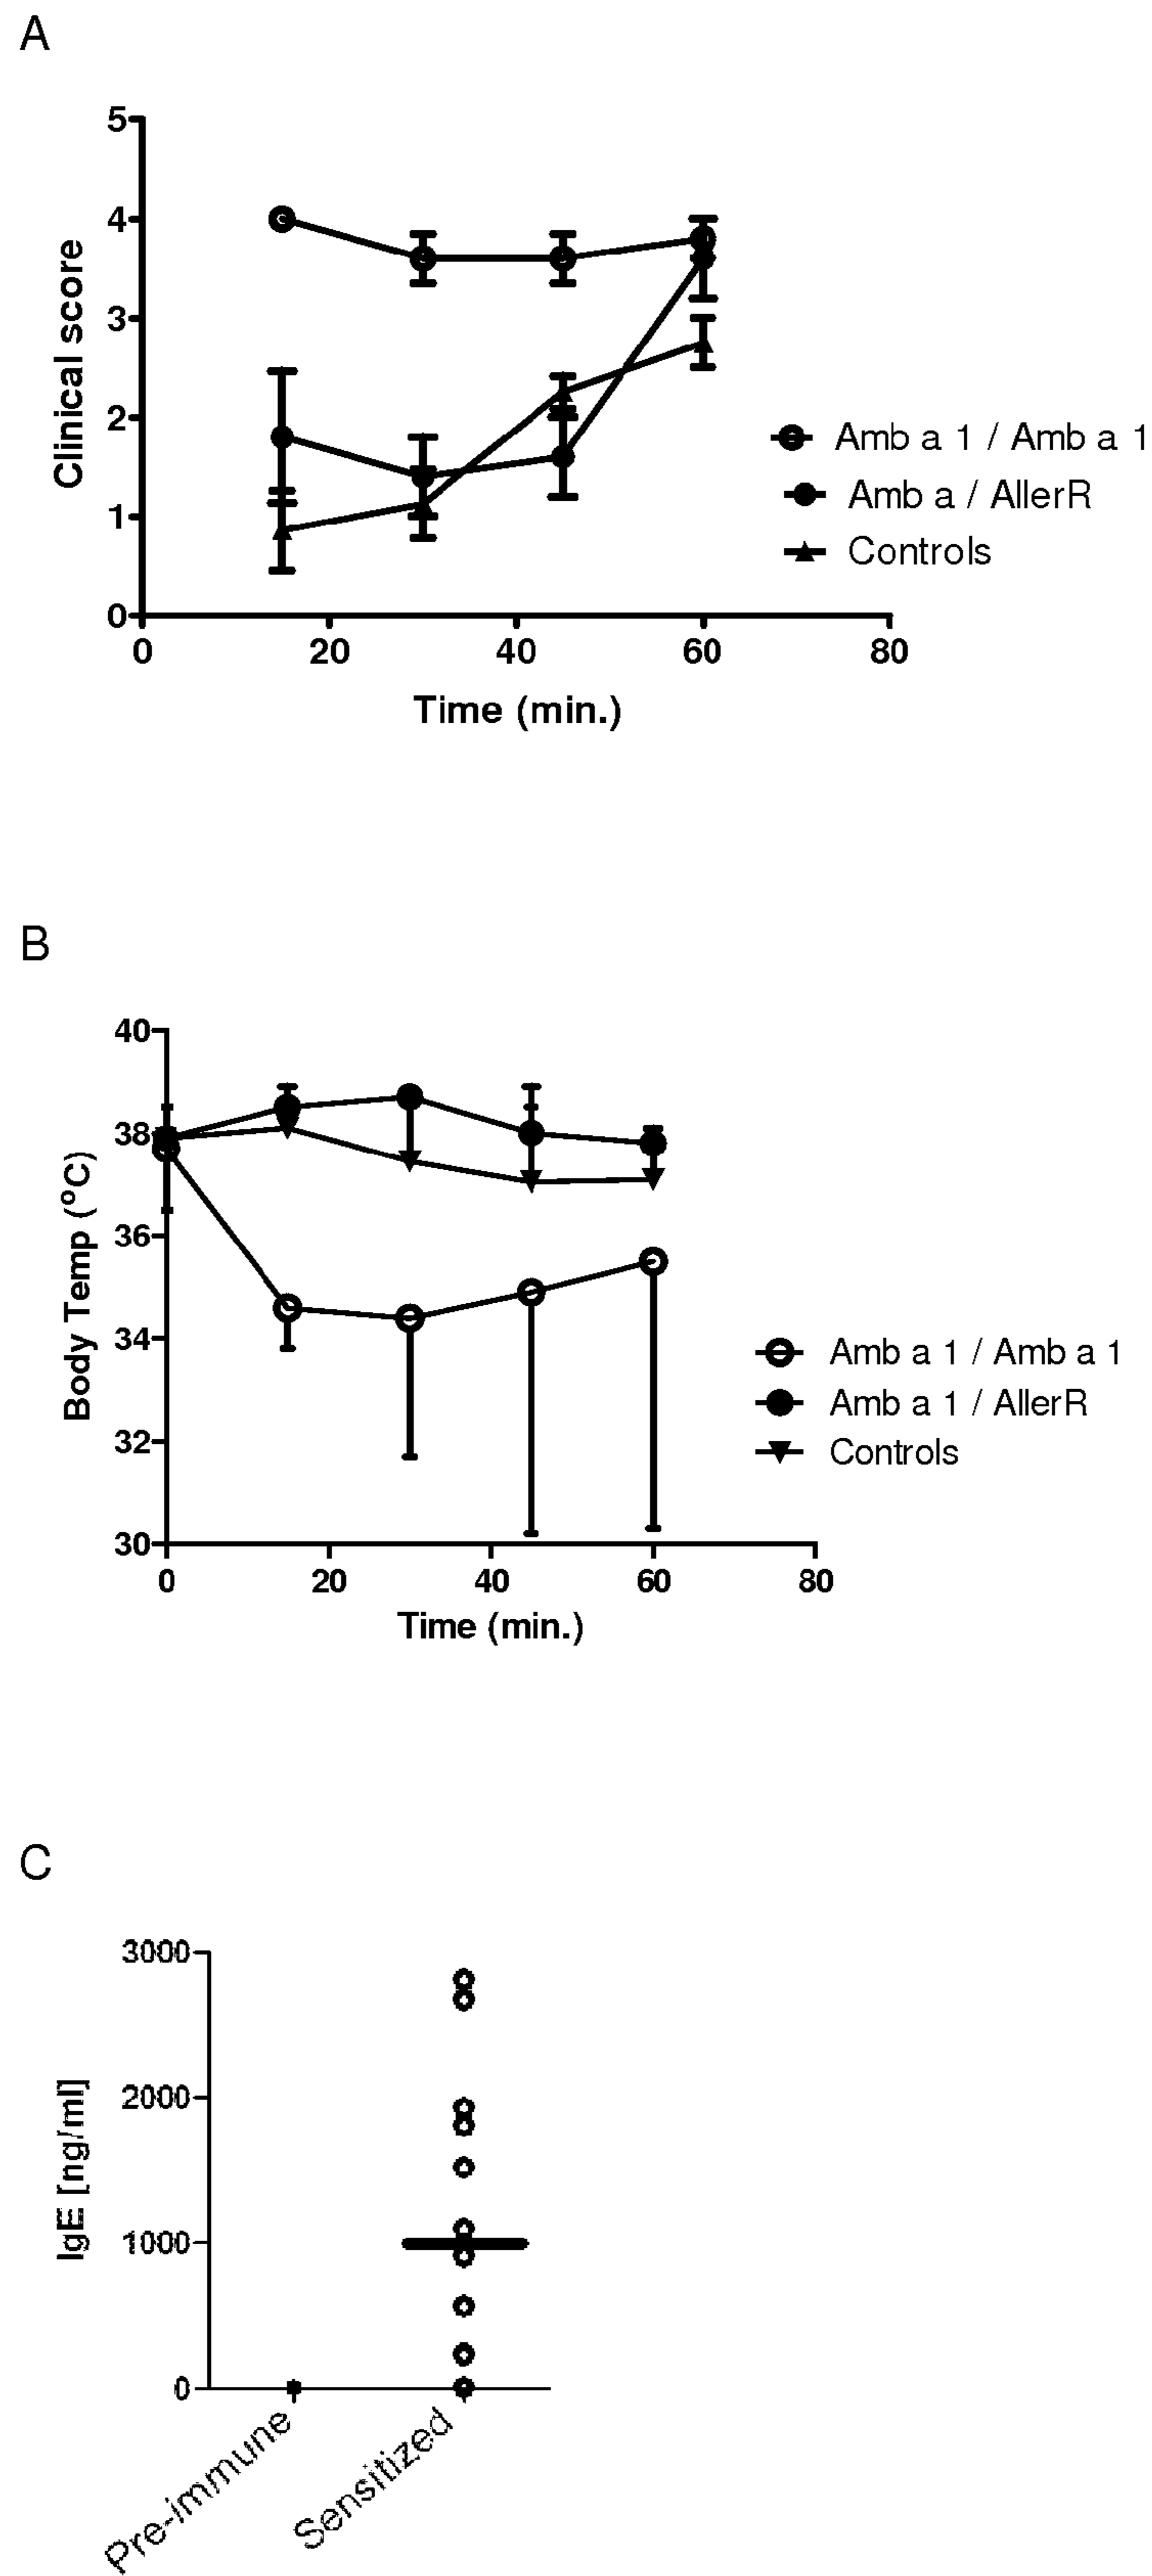 A
5
4
3
2
1
0
Clinical score
0 20 40 60 80
Time (min.)
Amb a 1 / Amb a 1
Amb a / AllerR
Controls
B
40
38
36
34
32
30
Body Temp (°C)
0 20 40 60 80
Time (min.)
Amb a 1 / Amb a 1
Amb a 1 / AllerR
Controls
C
3000
2000
1000
0
IgE [ng/ml]
Pre-immune
Sensitized